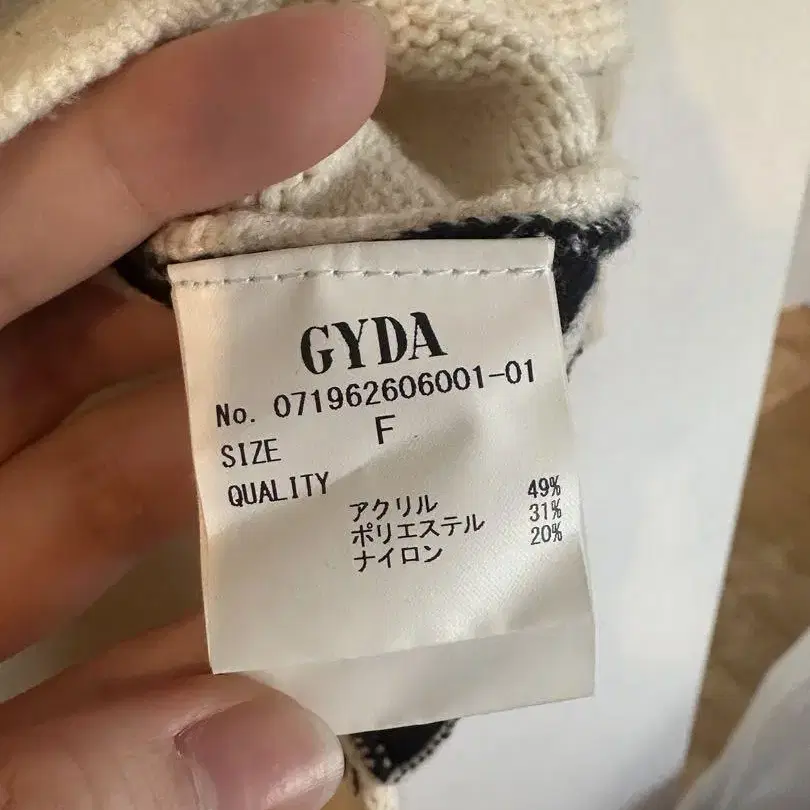 GYDA
No. 071962606001-01
SIZE F
QUALITY
アクリル 49%
ポリエステル 31%
ナイロン 20%